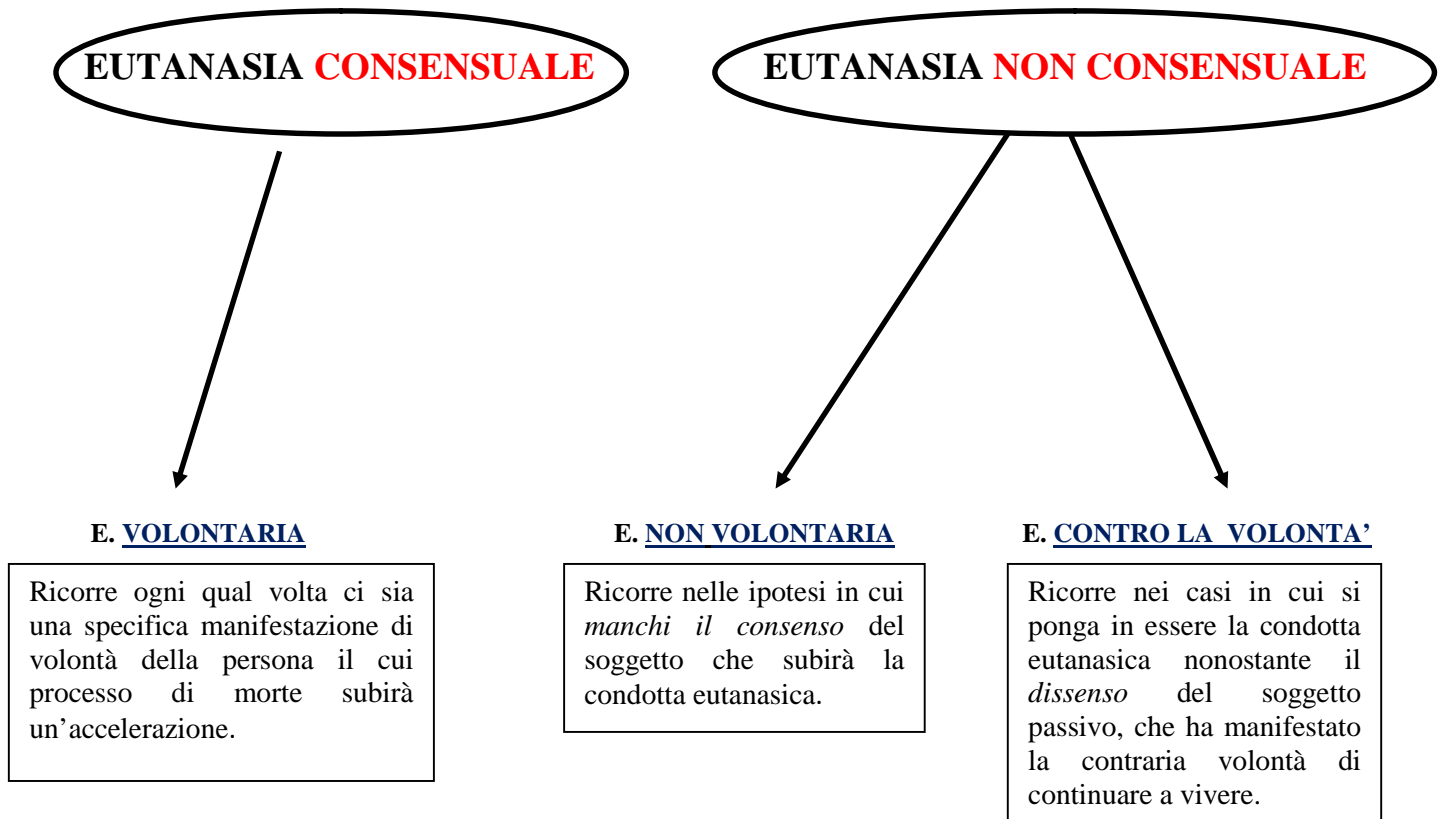 EUTANASIA CONSENSUALE
EUTANASIA NON CONSENSUALE
E. VOLONTARIA
Ricorre ogni qual volta ci sia
una specifica manifestazione di
volontà della persona il cui
processo di morte subirà
un’accelerazione.
E. NON VOLONTARIA
Ricorre nelle ipotesi in cui
manchi il consenso del
soggetto che subirà la
condotta eutanasica.
E. CONTRO LA VOLONTA’
Ricorre nei casi in cui si
ponga in essere la condotta
eutanasica nonostante il
dissenso del soggetto
passivo, che ha manifestato
la contraria volontà di
continuare a vivere.